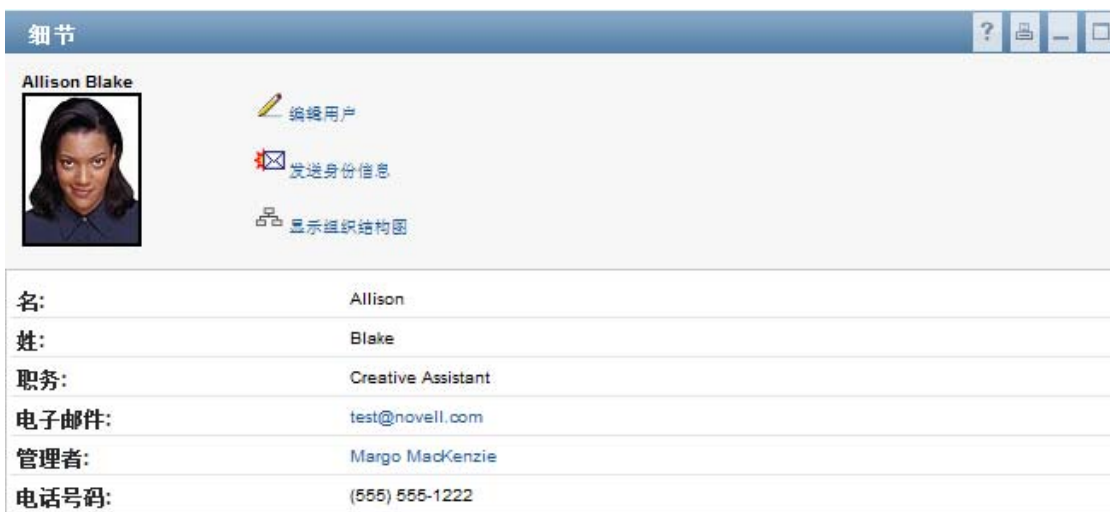 细节
Allison Blake
编辑用户
发送身份信息
显示组织结构图
名: Allison
姓: Blake
职务: Creative Assistant
电子邮件: test@novell.com
管理者: Margo MacKenzie
电话号码: (555) 555-1222